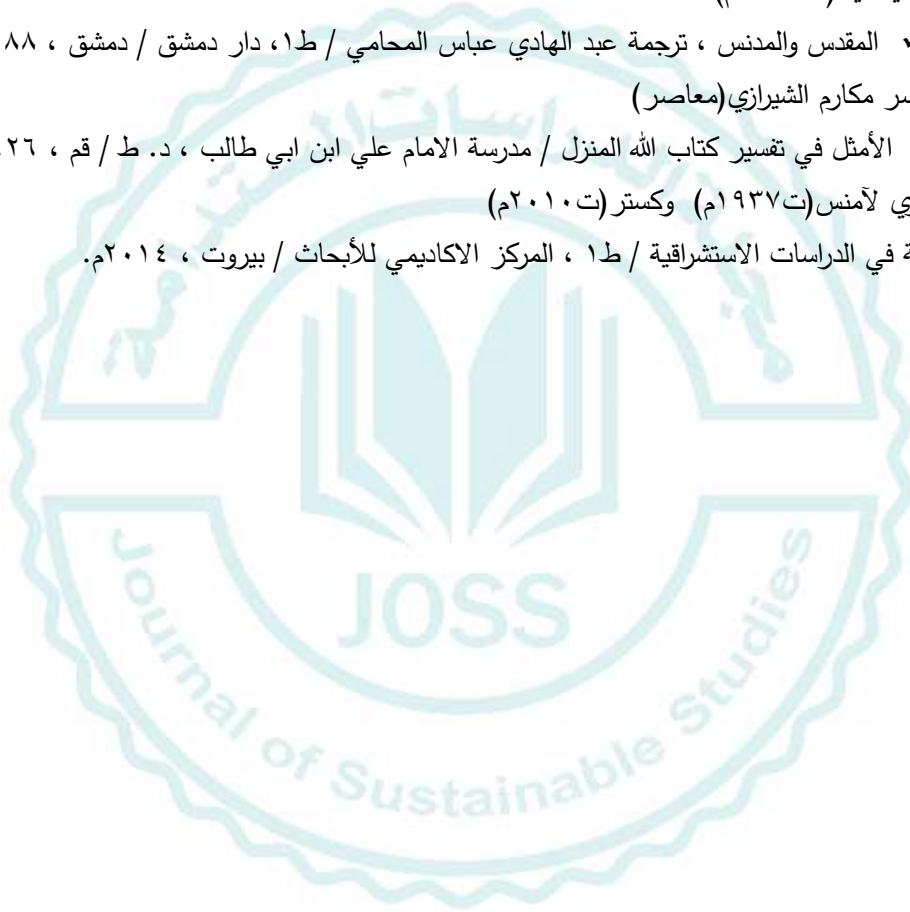 المقدس والمدنس ، ترجمة عبد الهادي عباس المحامي / ط١، دار دمشق / دمشق ، ٨٨
مكارم الشيرازي(معاصر)
الأمثل في تفسير كتاب الله المنزل / مدرسة الامام علي ابن ابي طالب ، د. ط / قم ، ٢٦
لآمنس(ت١٩٣٧م) وكستر(ت٢٠١٠م)
في الدراسات الاستشراقية / ط١ ، المركز الاكاديمي للأبحاث / بيروت ، ٢٠١٤م.
JOSS
Journal of Sustainable Studies